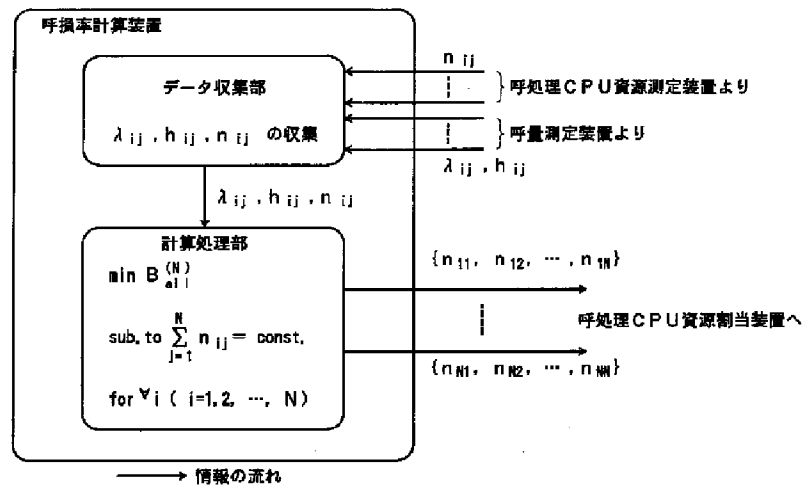 呼損率計算装置
データ収集部
λij , hij , nij の収集
nij
呼処理CPU資源測定装置より
呼量測定装置より
λij , hij
λij , hij , nij
計算処理部
min B(N)all
sub.to N∑j=1 nij = const.
for ∀i ( i=1,2, …, N)
{n11, n12, …, n1N}
呼処理CPU資源割当装置へ
{nN1, nN2, …, nNN}
情報の流れ